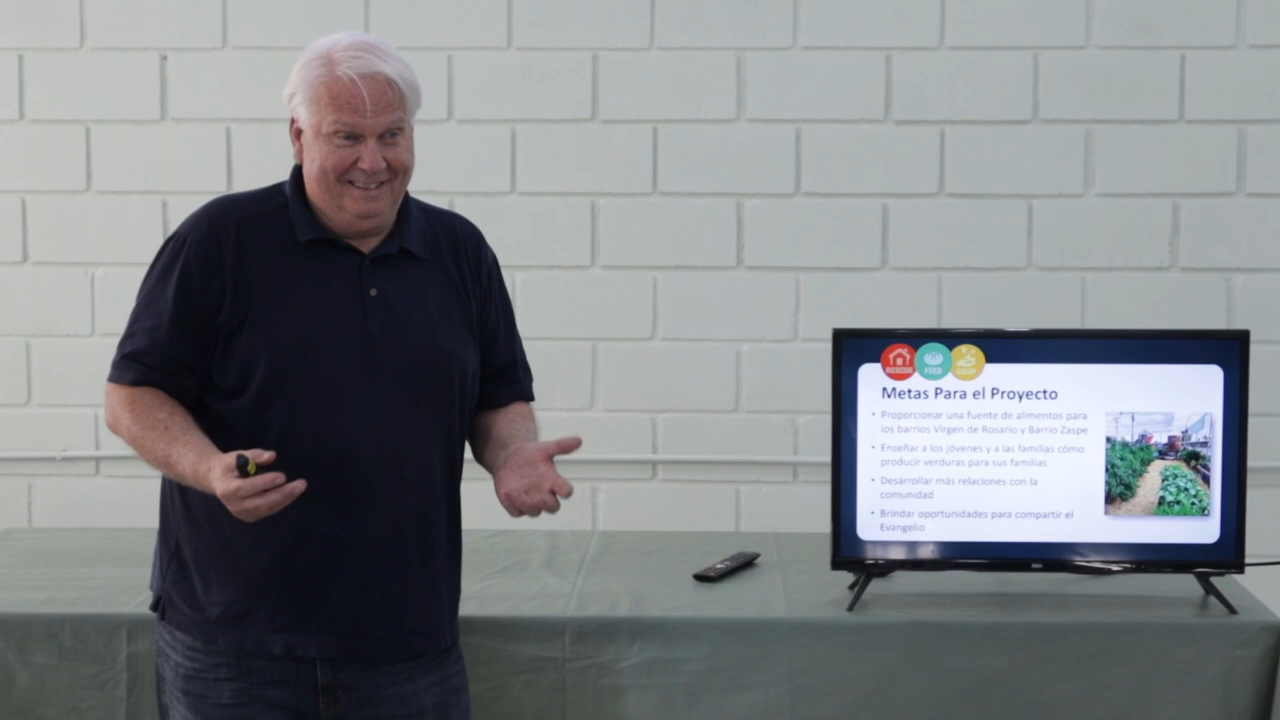 RESCUE FEED EQUIP
Metas Para el Proyecto
• Proporcionar una fuente de alimentos para
los barrios Virgen de Rosario y Barrio Zaspe
• Enseñar a los jóvenes y a las familias cómo
producir verduras para sus familias
• Desarrollar más relaciones con la
comunidad
• Brindar oportunidades para compartir el
Evangelio